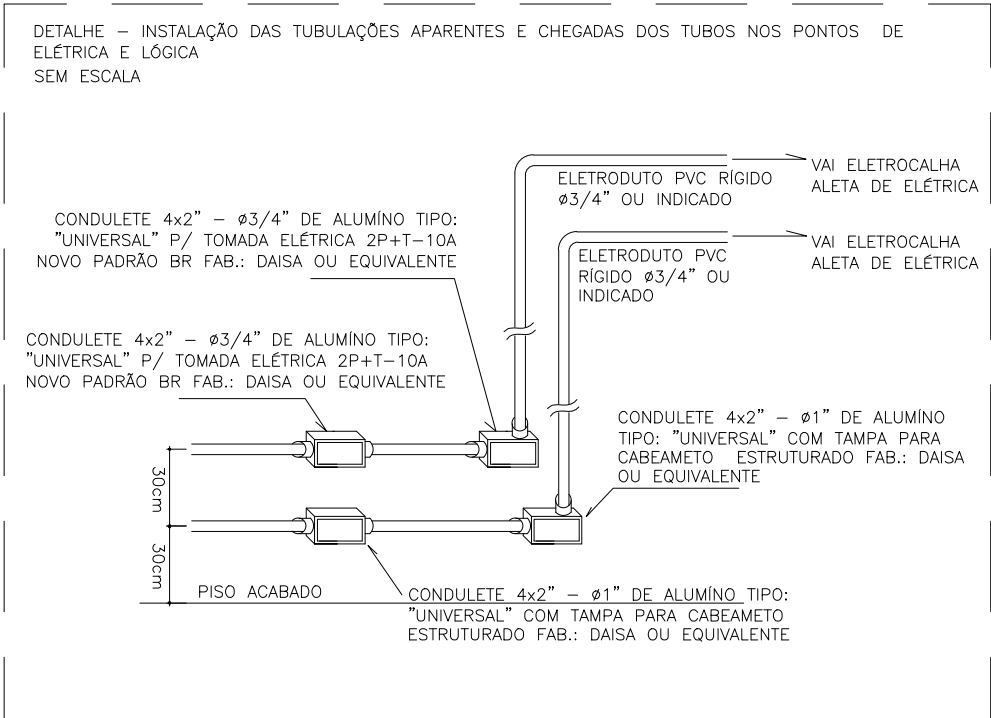 DETALHE – INSTALAÇÃO DAS TUBULAÇÕES APARENTES E CHEGADAS DOS TUBOS NOS PONTOS DE
ELÉTRICA E LÓGICA
SEM ESCALA
VAI ELETROCALHA
ALETA DE ELÉTRICA
ELETRODUTO PVC RÍGIDO
ø3/4" OU INDICADO
CONDULETE 4x2" – ø3/4" DE ALUMÍNO TIPO:
"UNIVERSAL" P/ TOMADA ELÉTRICA 2P+T-10A
NOVO PADRÃO BR FAB.: DAISA OU EQUIVALENTE
VAI ELETROCALHA
ALETA DE ELÉTRICA
ELETRODUTO PVC
RÍGIDO ø3/4" OU
INDICADO
CONDULETE 4x2" – ø3/4" DE ALUMÍNO TIPO:
"UNIVERSAL" P/ TOMADA ELÉTRICA 2P+T-10A
NOVO PADRÃO BR FAB.: DAISA OU EQUIVALENTE
CONDULETE 4x2" – ø1" DE ALUMÍNO
TIPO: "UNIVERSAL" COM TAMPA PARA
CABEAMETO ESTRUTURADO FAB.: DAISA
OU EQUIVALENTE
30cm
30cm
PISO ACABADO
CONDULETE 4x2" – ø1" DE ALUMÍNO TIPO:
"UNIVERSAL" COM TAMPA PARA CABEAMETO
ESTRUTURADO FAB.: DAISA OU EQUIVALENTE